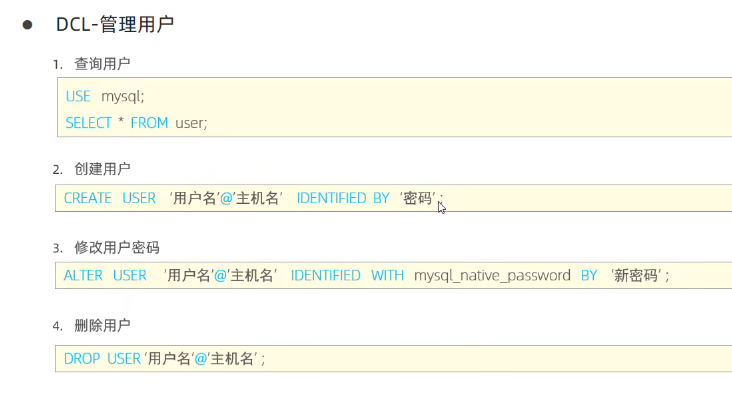 ● DCL-管理用户
1. 查询用户
USE mysql;
SELECT * FROM user;
2. 创建用户
CREATE USER '用户名'@'主机名' IDENTIFIED BY '密码' ;
3. 修改用户密码
ALTER USER '用户名'@'主机名' IDENTIFIED WITH mysql_native_password BY '新密码' ;
4. 删除用户
DROP USER '用户名'@'主机名' ;